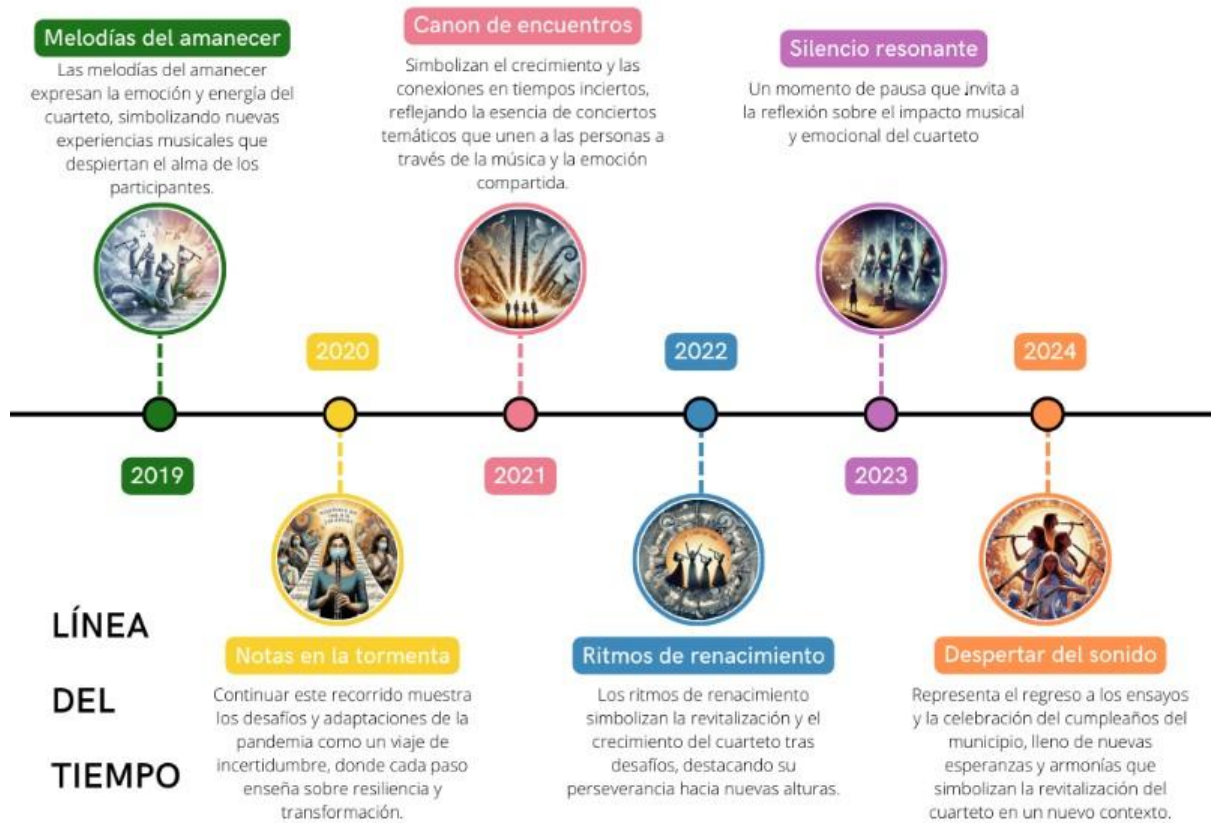 Melodías del amanecer
Las melodías del amanecer
expresan la emoción y energía del
cuarteto, simbolizando nuevas
experiencias musicales que
despiertan el alma de los
participantes.
2019
2020
Notas en la tormenta
Continuar este recorrido muestra
los desafíos y adaptaciones de la
pandemia como un viaje de
incertidumbre, donde cada paso
enseña sobre resiliencia y
transformación.
Canon de encuentros
Simbolizan el crecimiento y las
conexiones en tiempos inciertos,
reflejando la esencia de conciertos
temáticos que unen a las personas a
través de la música y la emoción
compartida.
2021
2022
Ritmos de renacimiento
Los ritmos de renacimiento
simbolizan la revitalización y el
crecimiento del cuarteto tras
desafíos, destacando su
perseverancia hacia nuevas alturas.
Silencio resonante
Un momento de pausa que invita a
la reflexión sobre el impacto musical
y emocional del cuarteto
2023
2024
Despertar del sonido
Representa el regreso a los ensayos
y la celebración del cumpleaños del
municipio, lleno de nuevas
esperanzas y armonías que
simbolizan la revitalización del
cuarteto en un nuevo contexto.
LÍNEA
DEL
TIEMPO